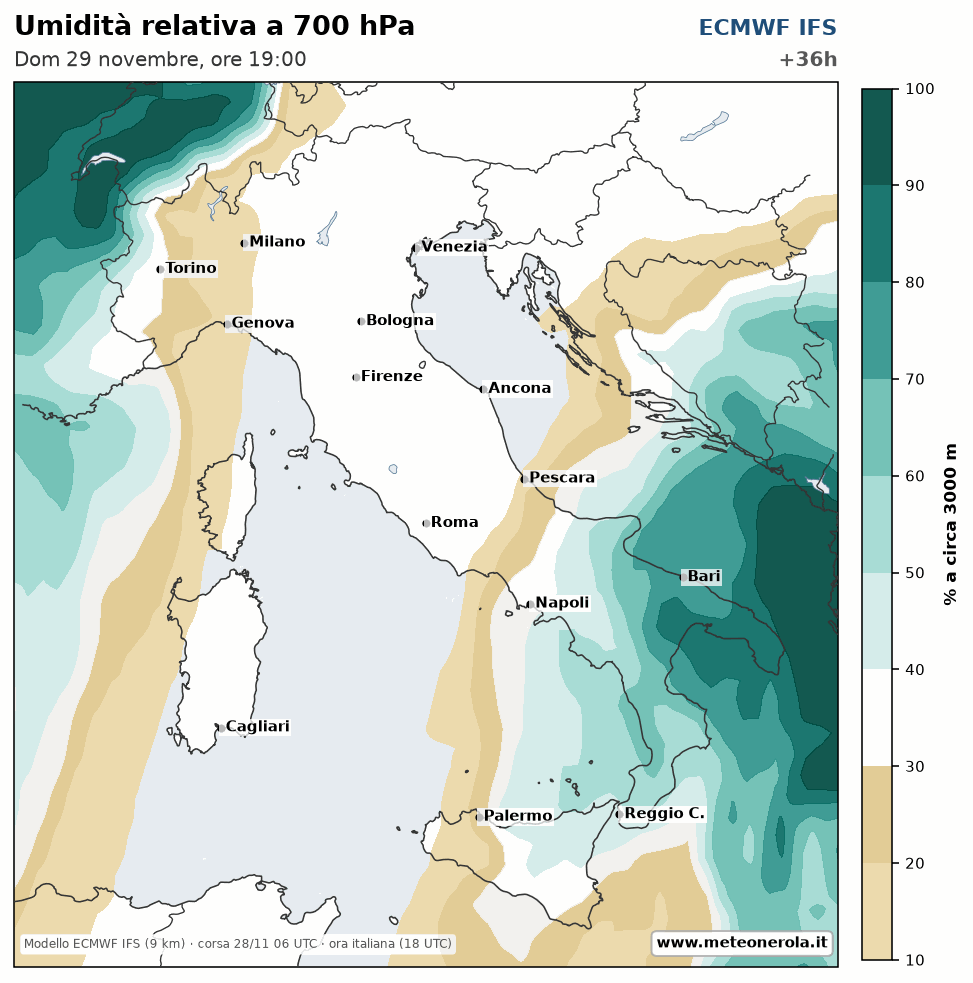 Umidità relativa a 700 hPa
ECMWF IFS
Dom 29 novembre, ore 19:00
+36h
Milano
Venezia
Torino
Genova
Bologna
Firenze
Ancona
Pescara
Roma
Bari
Napoli
Cagliari
Palermo
Reggio C.
100
90
80
70
60
50
40
30
20
10
% a circa 3000 m
Modello ECMWF IFS (9 km) · corsa 28/11 06 UTC · ora italiana (18 UTC)
www.meteonerola.it